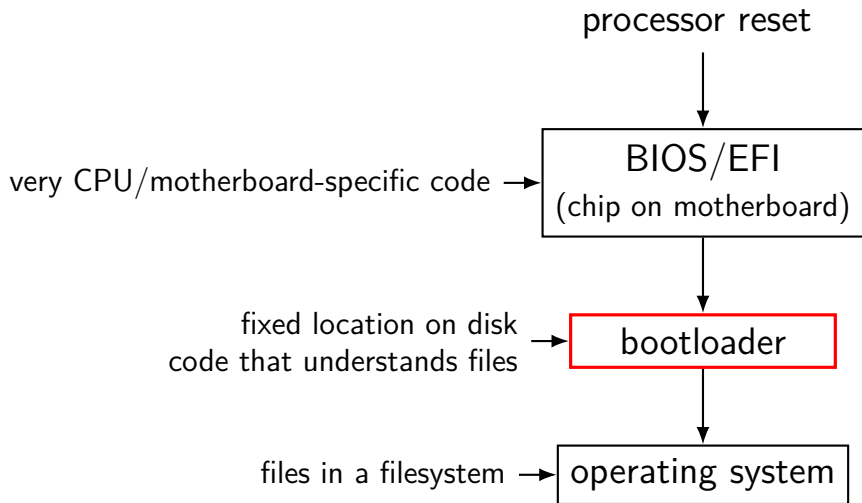 processor reset
BIOS/EFI
(chip on motherboard)
very CPU/motherboard-specific code
bootloader
fixed location on disk
code that understands files
operating system
files in a filesystem